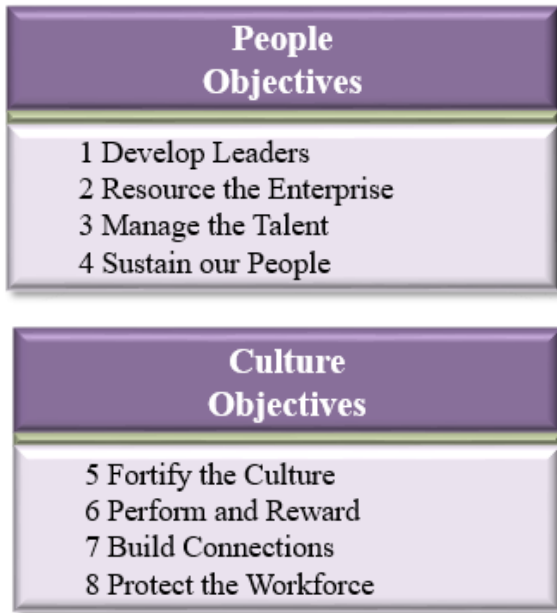 People
Objectives
1 Develop Leaders
2 Resource the Enterprise
3 Manage the Talent
4 Sustain our People
Culture
Objectives
5 Fortify the Culture
6 Perform and Reward
7 Build Connections
8 Protect the Workforce